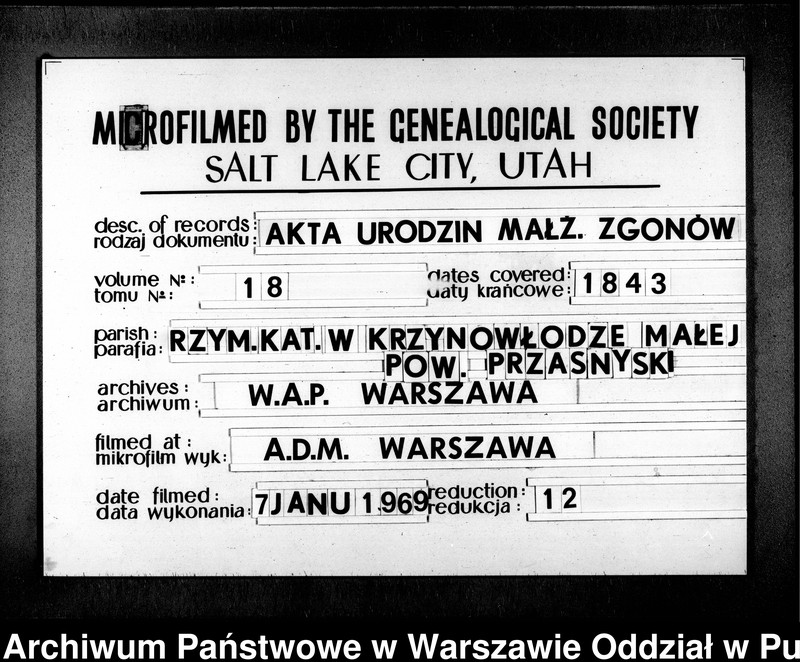 MICROFILMED BY THE GENEALOGICAL SOCIETY
SALT LAKE CITY, UTAH
desc. of records: AKTA URODZIN MAŁŻ. ZGONÓW
rodzaj dokumentu:
volume №: 18 dates covered: 1843
tomu №: daty krańcowe:
parish: RZYM.KAT. W KRZYNOWŁODZE MAŁEJ
parafia: POW. PRZASNYSKI
archives: W.A.P. WARSZAWA
archiwum:
filmed at: A.D.M. WARSZAWA
mikrofilm wyk:
date filmed: 7JANU 1969 reduction: 12
data wykonania: redukcja:
Archiwum Państwowe w Warszawie Oddział w Pu